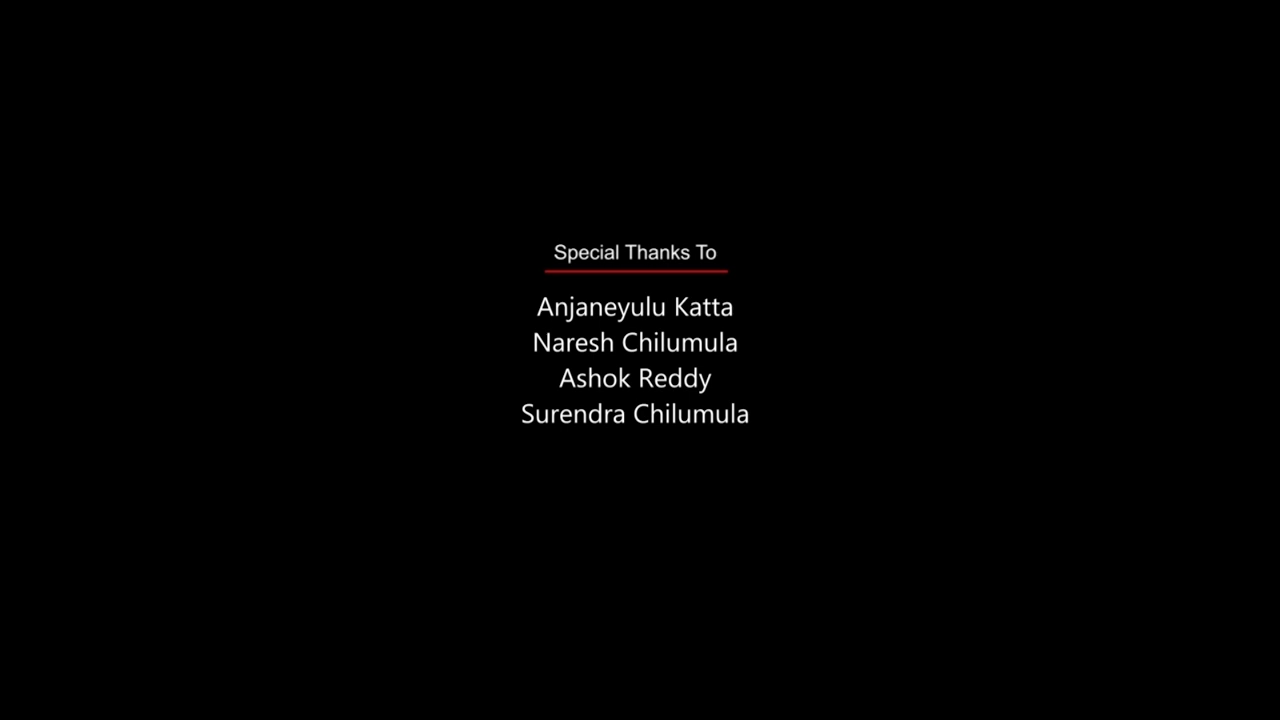 Special Thanks To
Anjaneyulu Katta
Naresh Chilumula
Ashok Reddy
Surendra Chilumula